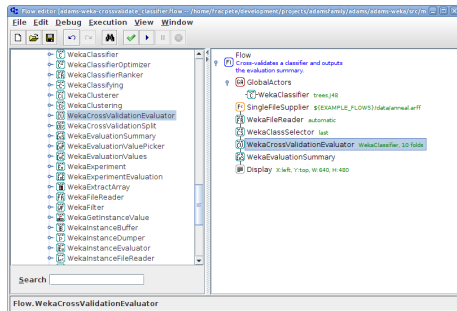 Flow editor [adams-weka-crossvalidate_classifier.flow -- /home/fracpete/development/projects/adamsfamily/adams/adams-weka/src/m
File Edit Debug Execution View Window
WekaClassifier
WekaClassifierOptimizer
WekaClassifierRanker
WekaClassifying
WekaClusterer
WekaClustering
WekaCrossValidationEvaluator
WekaCrossValidationSplit
WekaEvaluationSummary
WekaEvaluationValuePicker
WekaEvaluationValues
WekaExperiment
WekaExperimentEvaluation
WekaExtractArray
WekaFileReader
WekaFilter
WekaGetInstanceValue
WekaInstanceBuffer
WekaInstanceDumper
WekaInstanceEvaluator
WekaInstanceFileReader
Search
Flow
Cross-validates a classifier and outputs
the evaluation summary.
GlobalActors
WekaClassifier trees.J48
SingleFileSupplier ${EXAMPLE_FLOWS}/data/anneal.arff
WekaFileReader automatic
WekaClassSelector last
WekaCrossValidationEvaluator WekaClassifier, 10 folds
WekaEvaluationSummary
Display X:left, Y:top, W:640, H:480
Flow.WekaCrossValidationEvaluator